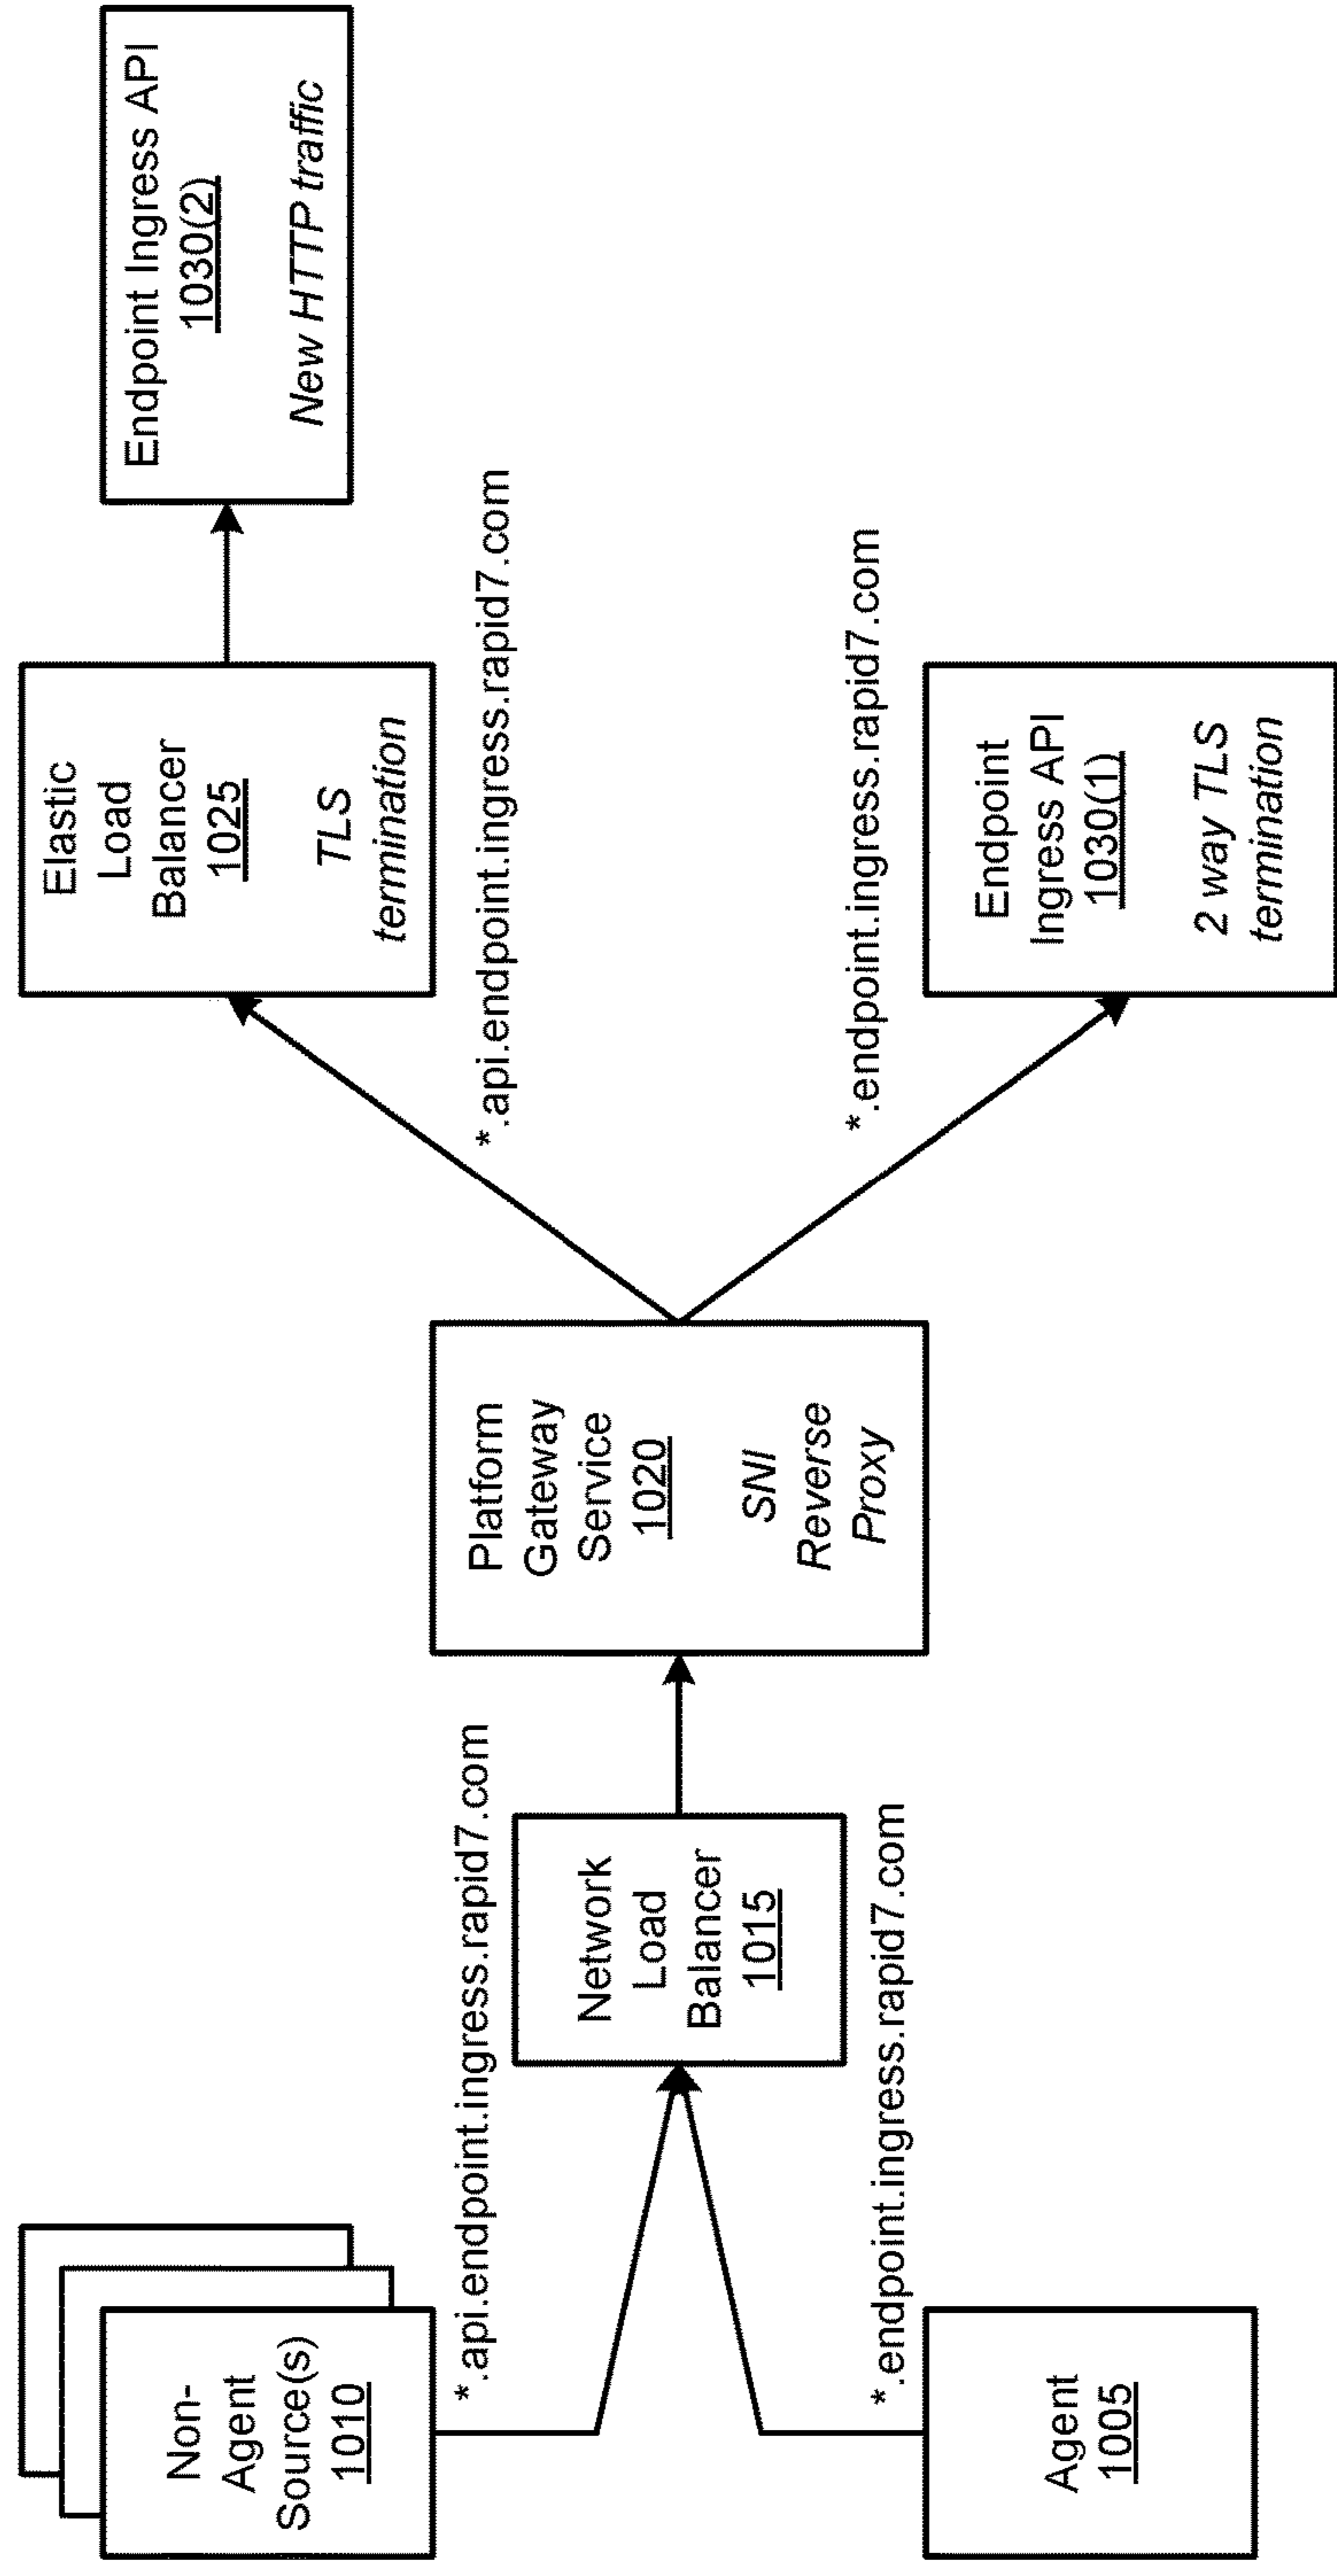 Non-
Agent
Source(s)
1010
*.api.endpoint.ingress.rapid7.com
Agent
1005
*.endpoint.ingress.rapid7.com
Network
Load
Balancer
1015
Platform
Gateway
Service
1020
SNI
Reverse
Proxy
*.api.endpoint.ingress.rapid7.com
*.endpoint.ingress.rapid7.com
Elastic
Load
Balancer
1025
TLS
termination
Endpoint
Ingress API
1030(1)
2 way TLS
termination
Endpoint Ingress API
1030(2)
New HTTP traffic